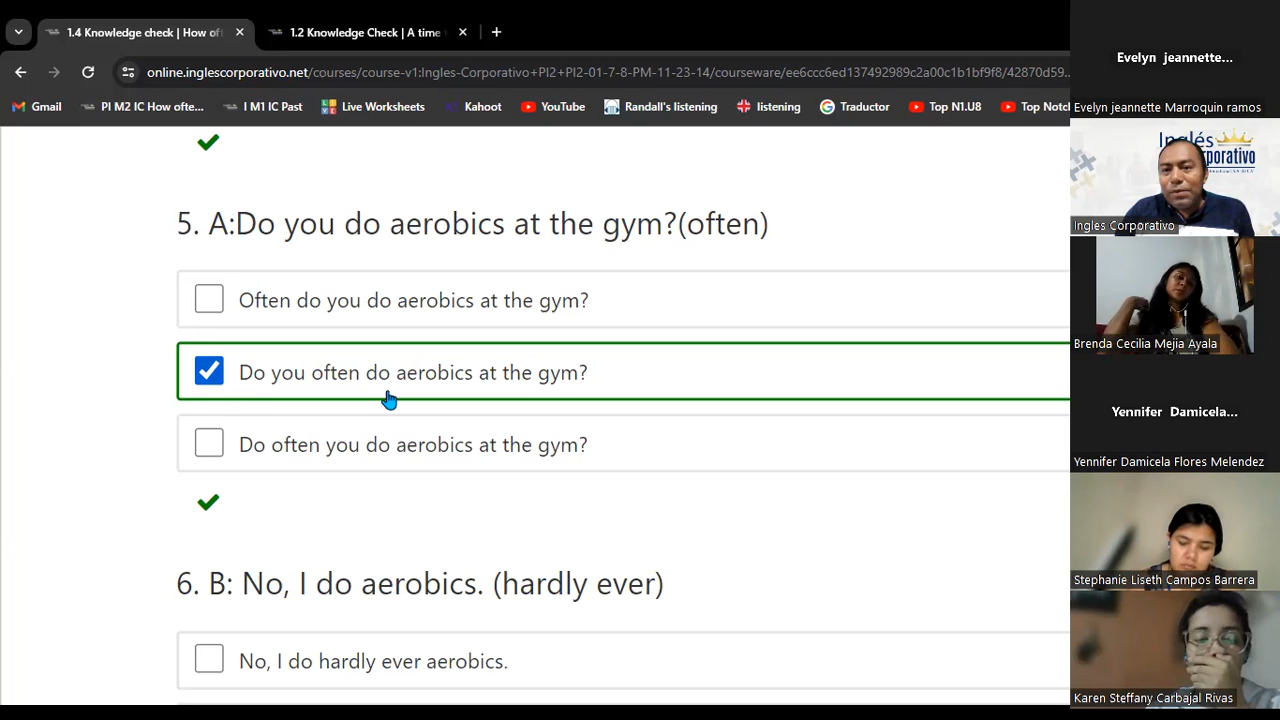 1.4 Knowledge check | How of
1.2 Knowledge Check | A time
online.inglescorporativo.net/courses/course-v1:Ingles-Corporativo+PI2+PI2-01-7-8-PM-11-23-14/courseware/ee6ccc6ed137492989c2a00c1b1bf9f8/42870d59...
Gmail
PI M2 IC How ofte...
I M1 IC Past
Live Worksheets
Kahoot
YouTube
Randall's listening
listening
Traductor
Top N1.U8
Top Notch
5. A:Do you do aerobics at the gym?(often)
Often do you do aerobics at the gym?
Do you often do aerobics at the gym?
Do often you do aerobics at the gym?
6. B: No, I do aerobics. (hardly ever)
No, I do hardly ever aerobics.
Evelyn jeannette...
Evelyn jeannette Marroquin ramos
Inglés
rporativo
Ingles Corporativo
Brenda Cecilia Mejia Ayala
Yennifer Damicela...
Yennifer Damicela Flores Melendez
Stephanie Liseth Campos Barrera
Karen Steffany Carbajal Rivas